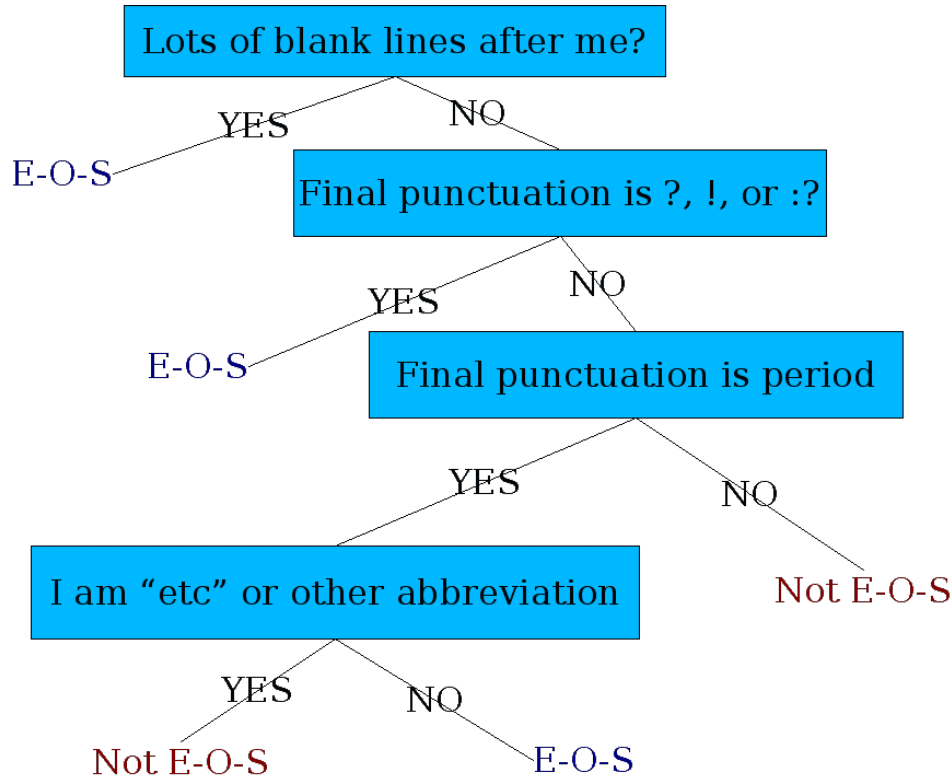 Lots of blank lines after me?
YES
NO
E-O-S
Final punctuation is ?, !, or :?
YES
NO
E-O-S
Final punctuation is period
YES
NO
I am “etc” or other abbreviation
Not E-O-S
YES
NO
Not E-O-S
E-O-S